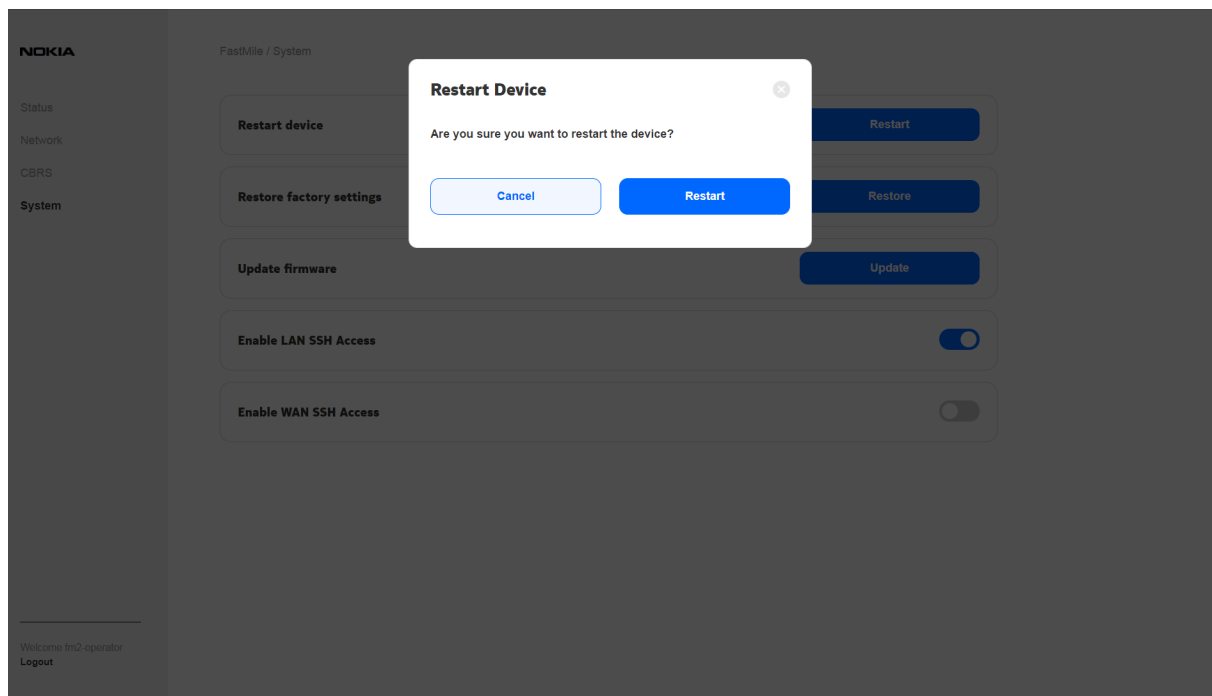 NOKIA
FastMile / System
Status
Network
CBRS
System
Restart device
Restart
Restore factory settings
Restore
Update firmware
Update
Enable LAN SSH Access
Enable WAN SSH Access
Restart Device
Are you sure you want to restart the device?
Cancel
Restart
Welcome fm2-operator
Logout